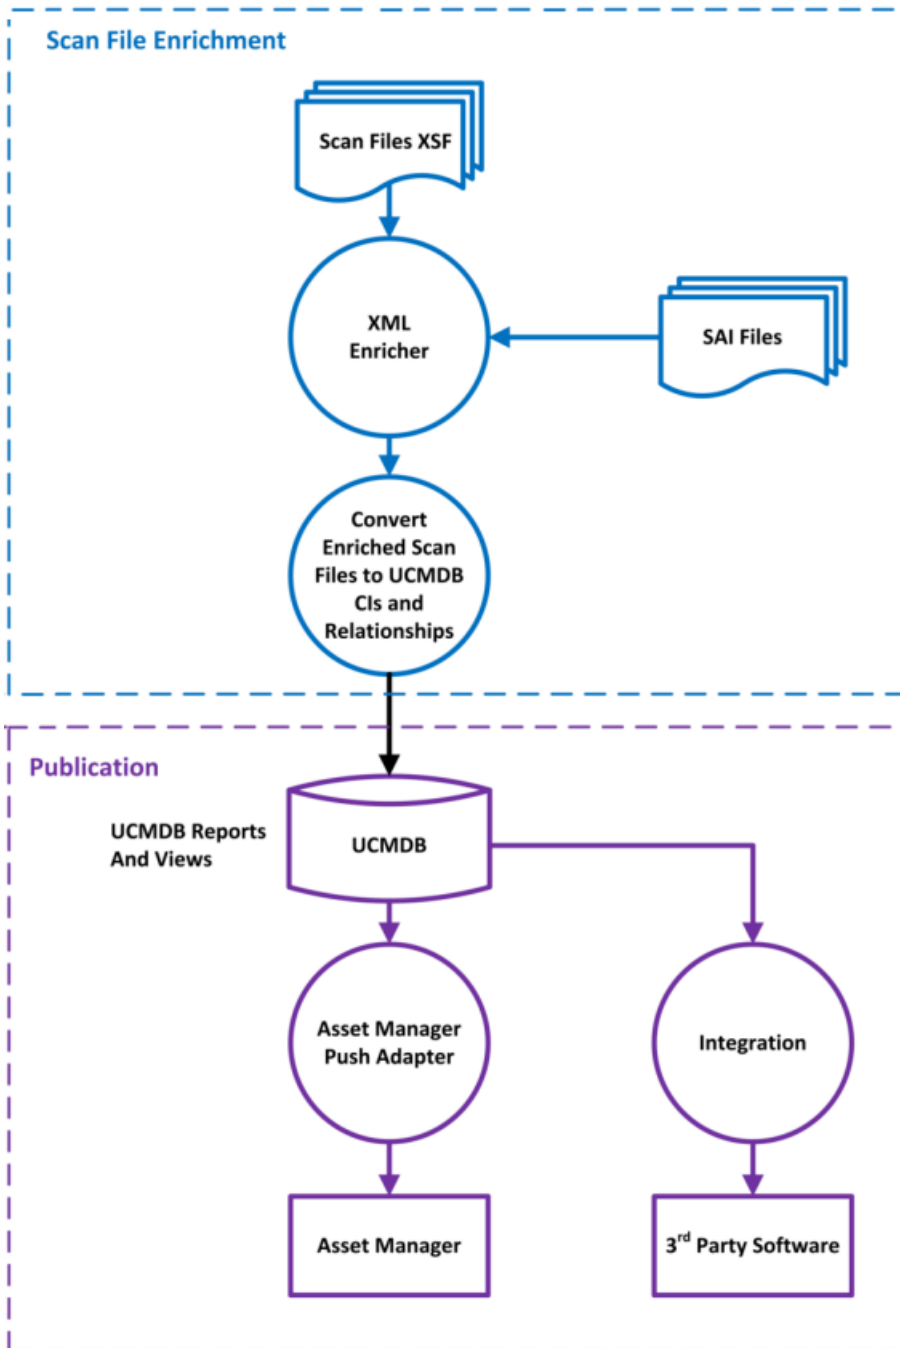 Scan File Enrichment
Scan Files XSF
XML
Enricher
SAI Files
Convert
Enriched Scan
Files to UCMDB
CIs and
Relationships
Publication
UCMDB Reports
And Views
UCMDB
Asset Manager
Push Adapter
Integration
Asset Manager
3rd Party Software